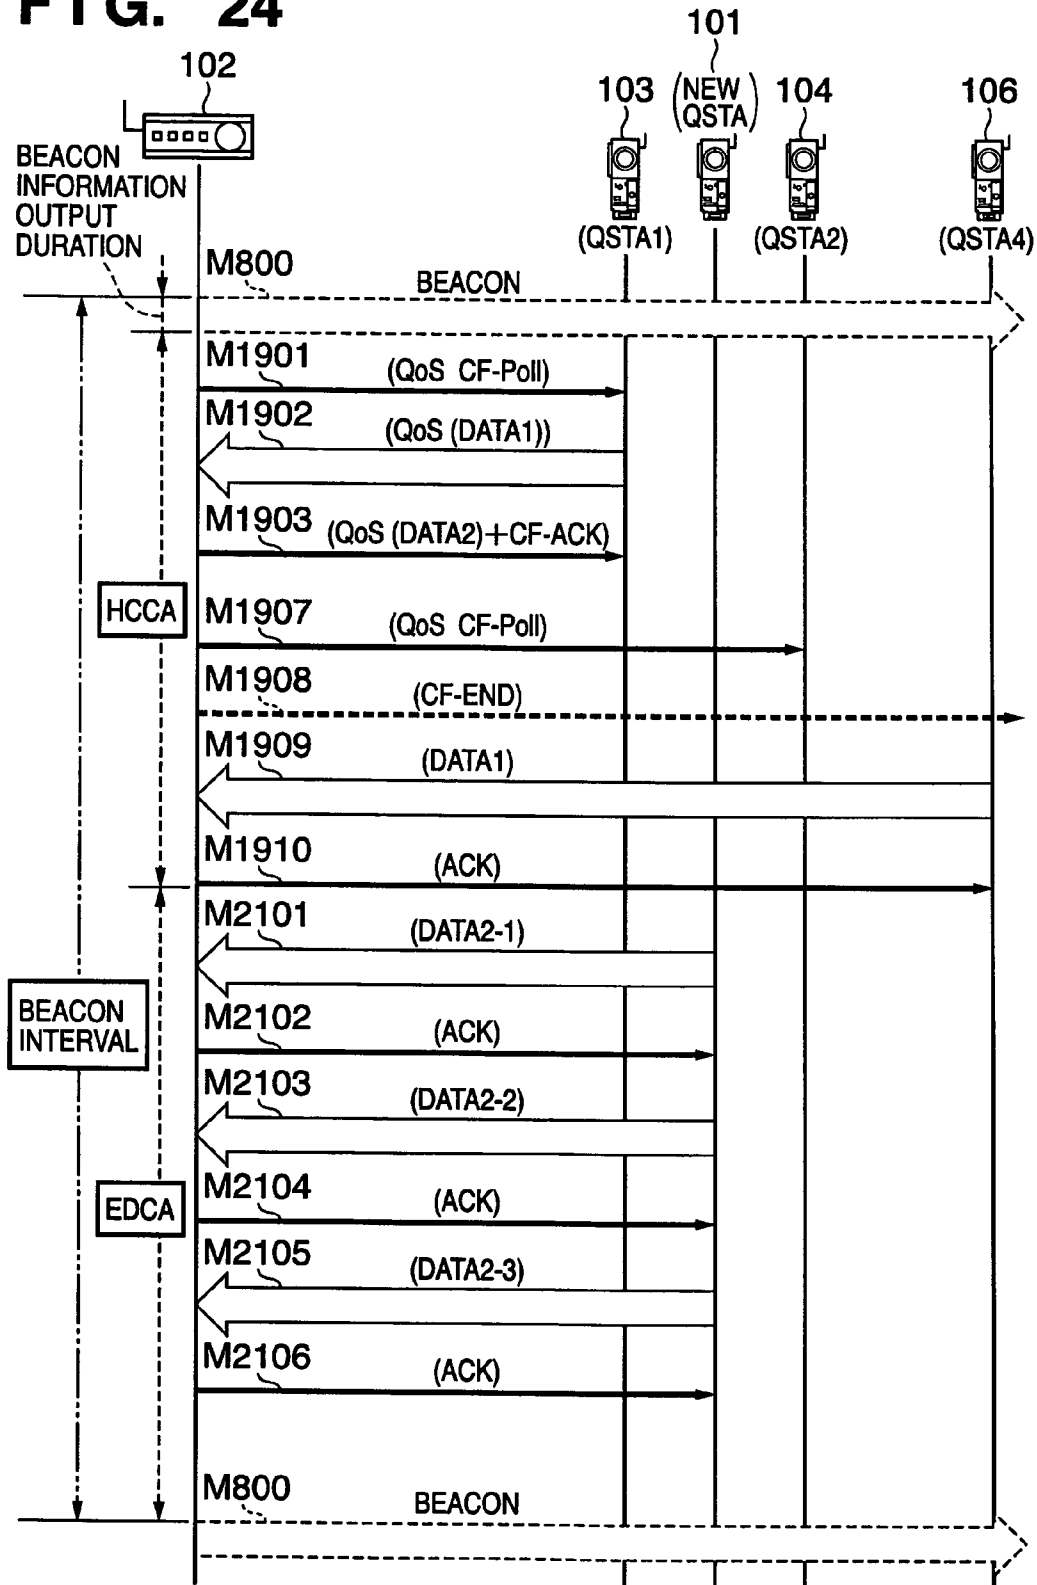 FIG. 24
101
102
103
(NEW
QSTA)
104
106
BEACON
INFORMATION
OUTPUT
DURATION
(QSTA1)
(QSTA2)
(QSTA4)
M800
BEACON
M1901
(QoS CF-Poll)
M1902
(QoS (DATA1))
M1903
(QoS (DATA2)+CF-ACK)
HCCA
M1907
(QoS CF-Poll)
M1908
(CF-END)
M1909
(DATA1)
M1910
(ACK)
M2101
(DATA2-1)
BEACON
INTERVAL
M2102
(ACK)
M2103
(DATA2-2)
EDCA
M2104
(ACK)
M2105
(DATA2-3)
M2106
(ACK)
M800
BEACON